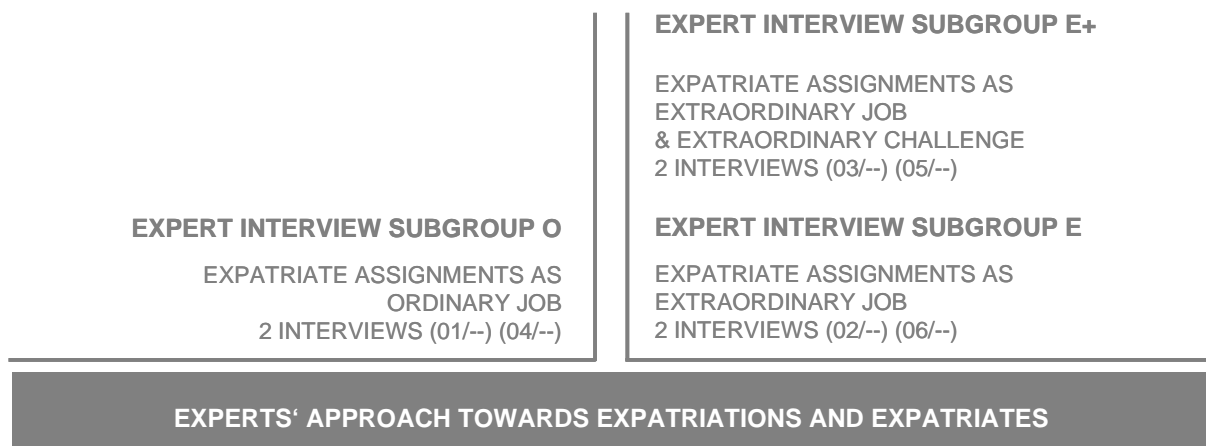 EXPERT INTERVIEW SUBGROUP E+
EXPATRIATE ASSIGNMENTS AS
EXTRAORDINARY JOB
& EXTRAORDINARY CHALLENGE
2 INTERVIEWS (03/--) (05/--)
EXPERT INTERVIEW SUBGROUP O
EXPATRIATE ASSIGNMENTS AS
ORDINARY JOB
2 INTERVIEWS (01/--) (04/--)
EXPERT INTERVIEW SUBGROUP E
EXPATRIATE ASSIGNMENTS AS
EXTRAORDINARY JOB
2 INTERVIEWS (02/--) (06/--)
EXPERTS‘ APPROACH TOWARDS EXPATRIATIONS AND EXPATRIATES